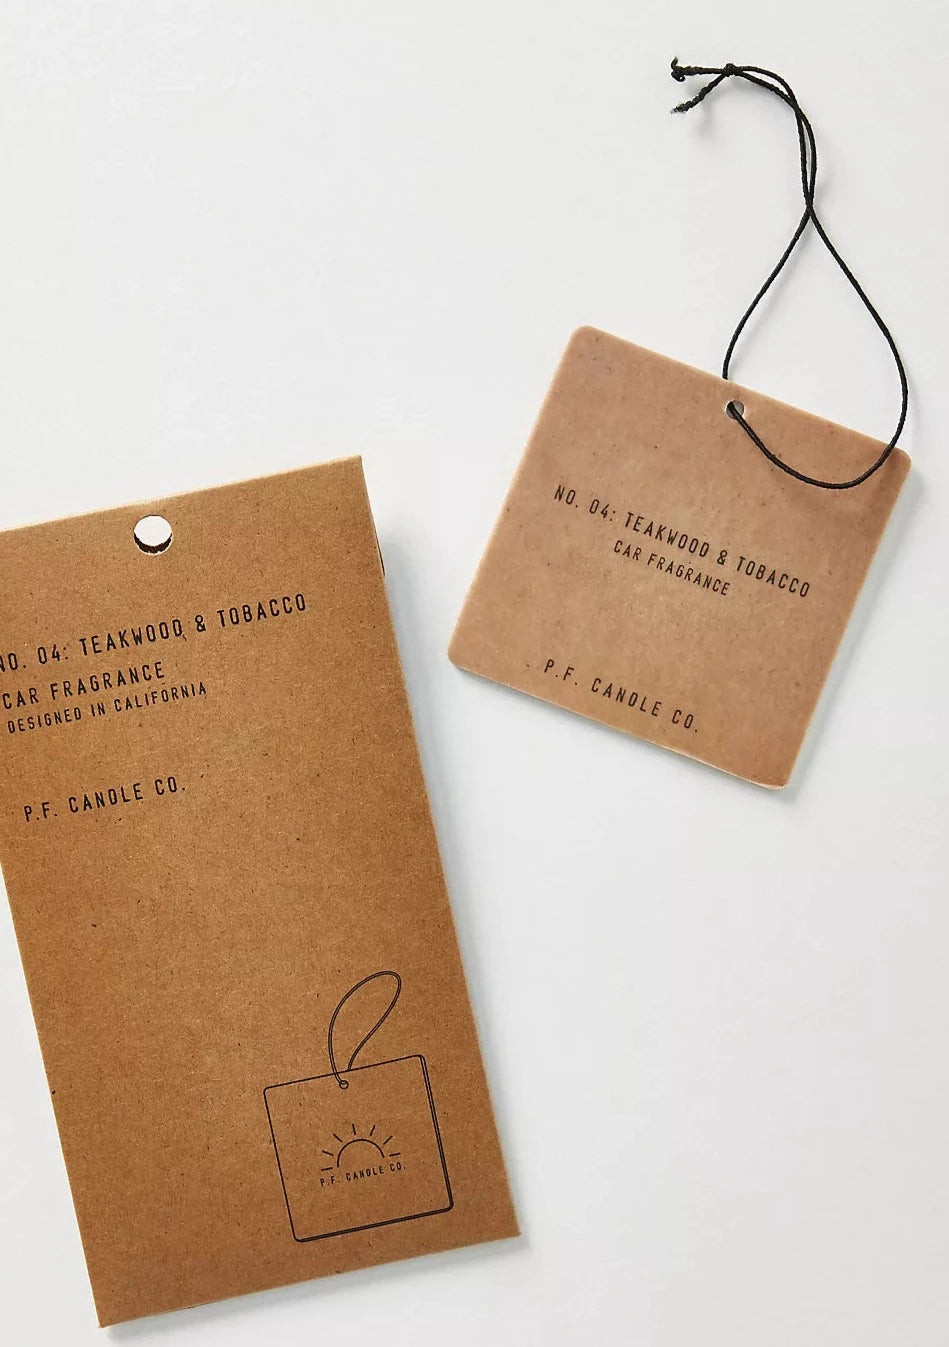 NO. 04: TEAKWOOD & TOBACCO
CAR FRAGRANCE
DESIGNED IN CALIFORNIA
P.F. CANDLE CO.
P.F. CANDLE CO.
NO. 04: TEAKWOOD & TOBACCO
CAR FRAGRANCE
P.F. CANDLE CO.